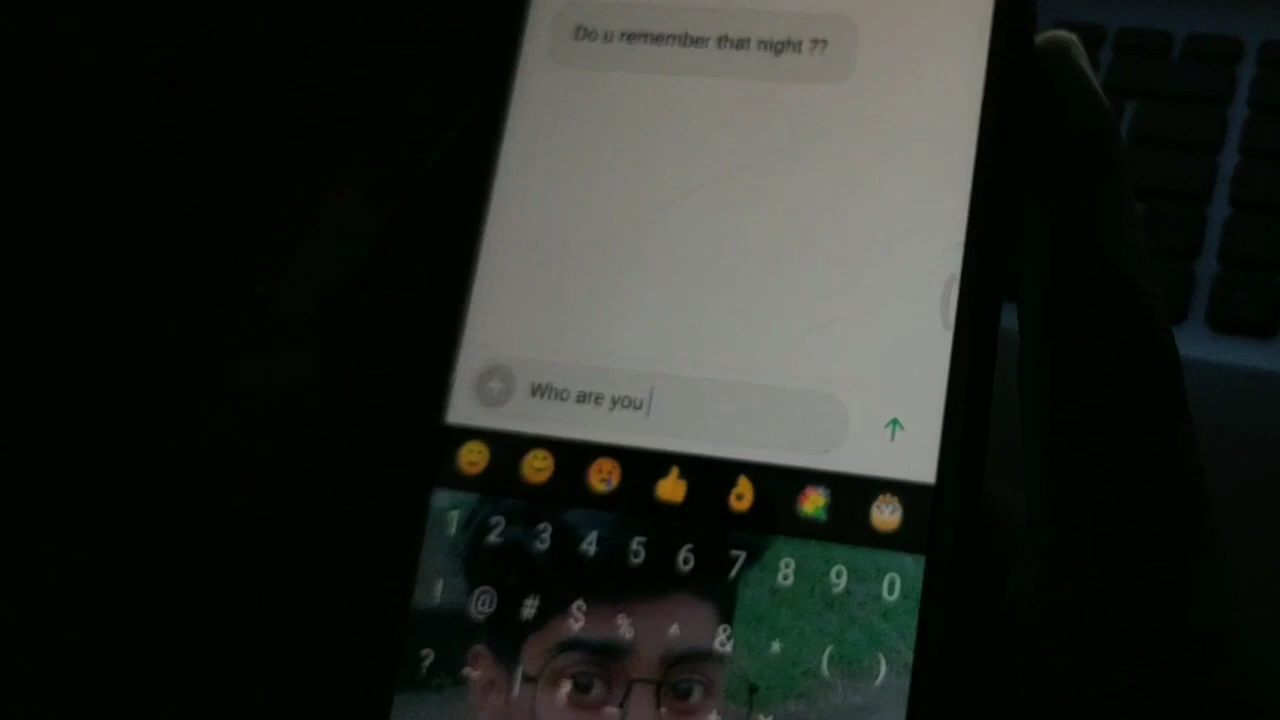 Do u remember that night ??
Who are you
1 2 3 4 5 6 7 8 9 0
! @ # $ % ^ & * ( )
?